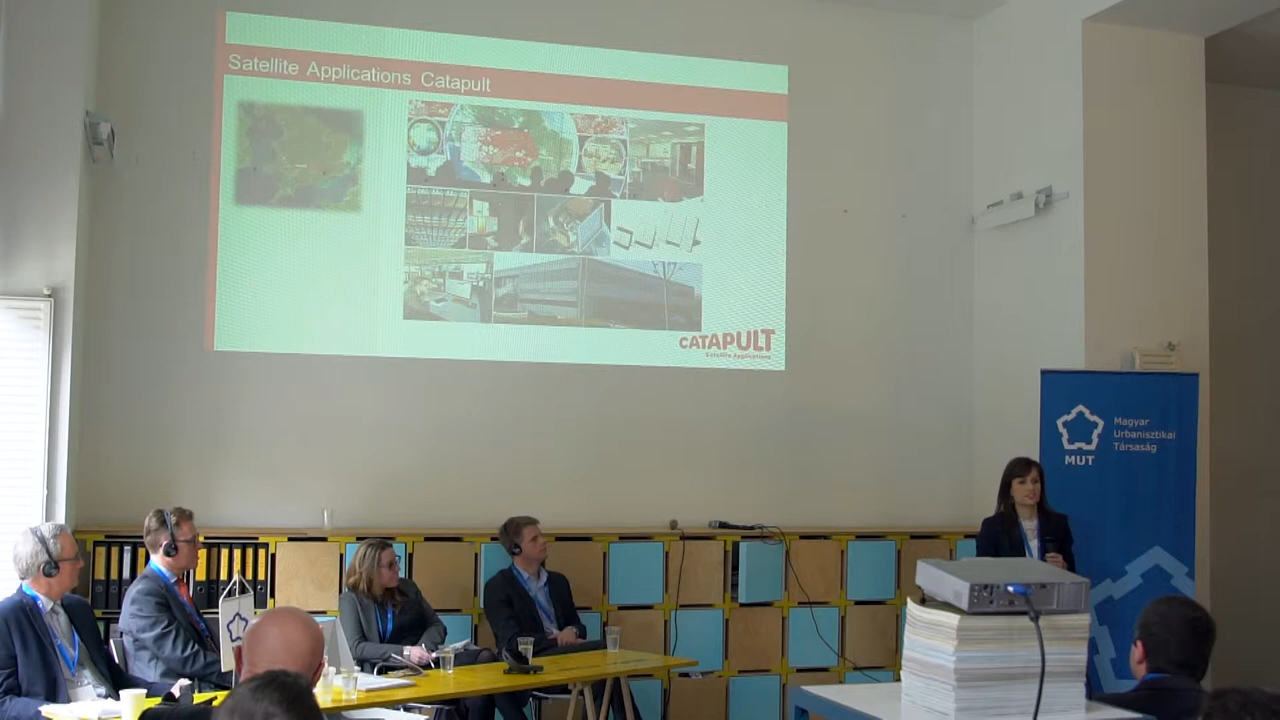 Satellite Applications Catapult
CATAPULT
Satellite Applications
Magyar
Urbanisztikai
Társaság
MUT